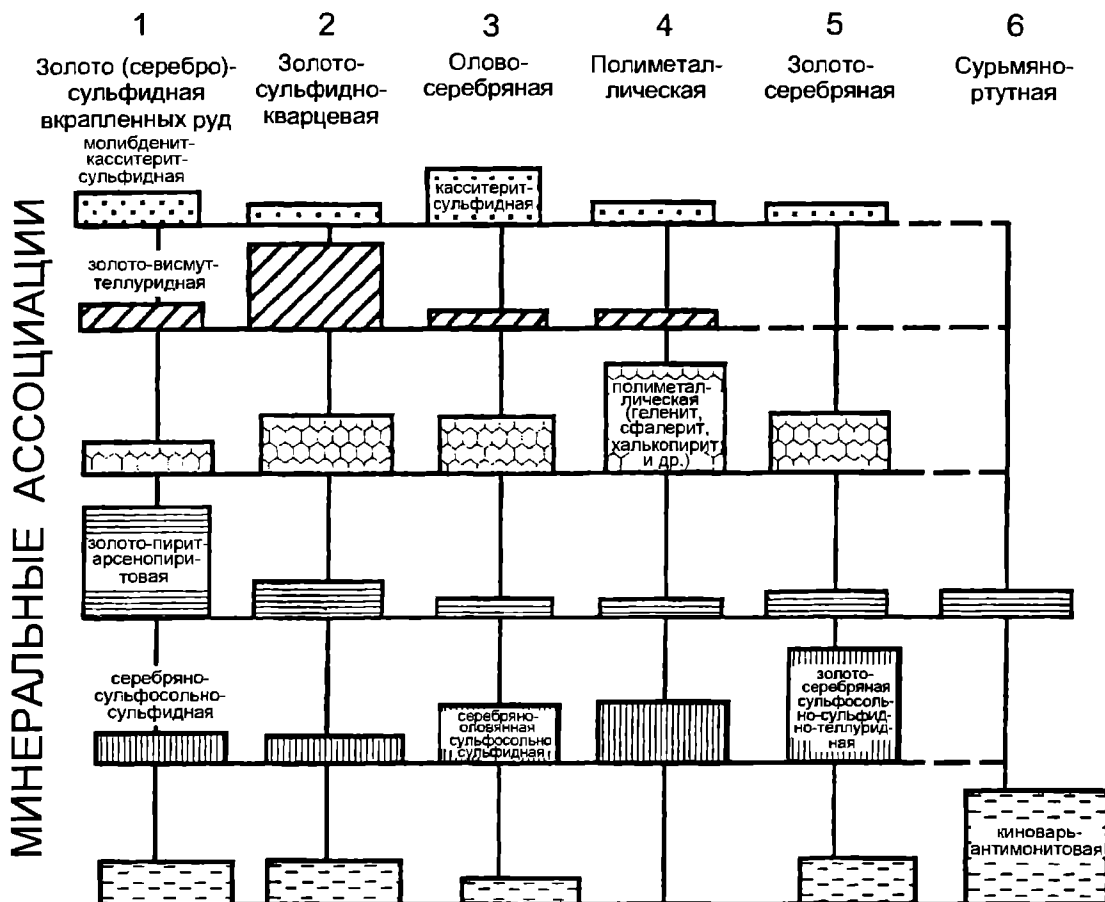 1 2 3 4 5 6
Золото (серебро)-
сульфидная
вкрапленных руд
Золото-
сульфидно-
кварцевая
Олово-
серебряная
Полиметал-
лическая
Золото-
серебряная
Сурьмяно-
ртутная
МИНЕРАЛЬНЫЕ АССОЦИАЦИИ
молибденит-
касситерит-
сульфидная
касситерит-
сульфидная
золото-висмут-
теллуридная
полиметал-
лическая
(геленит,
сфалерит,
халькопирит
и др.)
золото-пирит-
арсенопири-
товая
серебряно-
сульфосольно-
сульфидная
серебряно-
оловянная
сульфосольно
сульфидная
золото-
серебряная
сульфосоль-
но-сульфид-
но-теллурид-
ная
киноварь-
антимонитовая